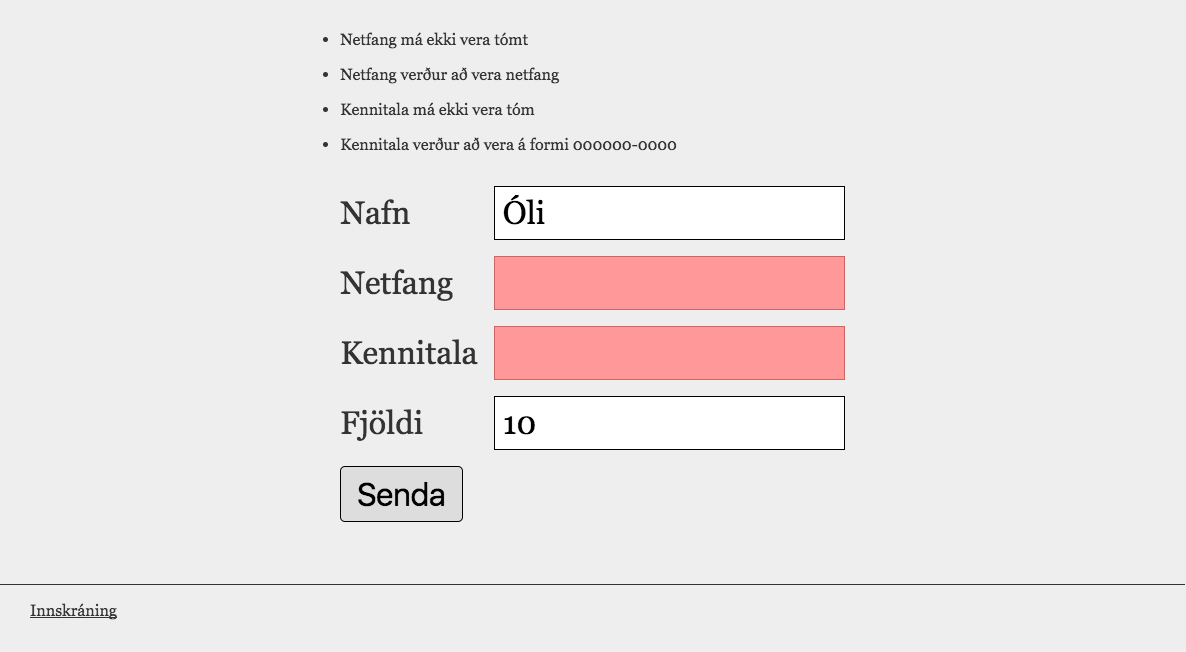 Netfang má ekki vera tómt
Netfang verður að vera netfang
Kennitala má ekki vera tóm
Kennitala verður að vera á formi 000000-0000
Nafn Óli
Netfang
Kennitala
Fjöldi 10
Senda
Innskráning